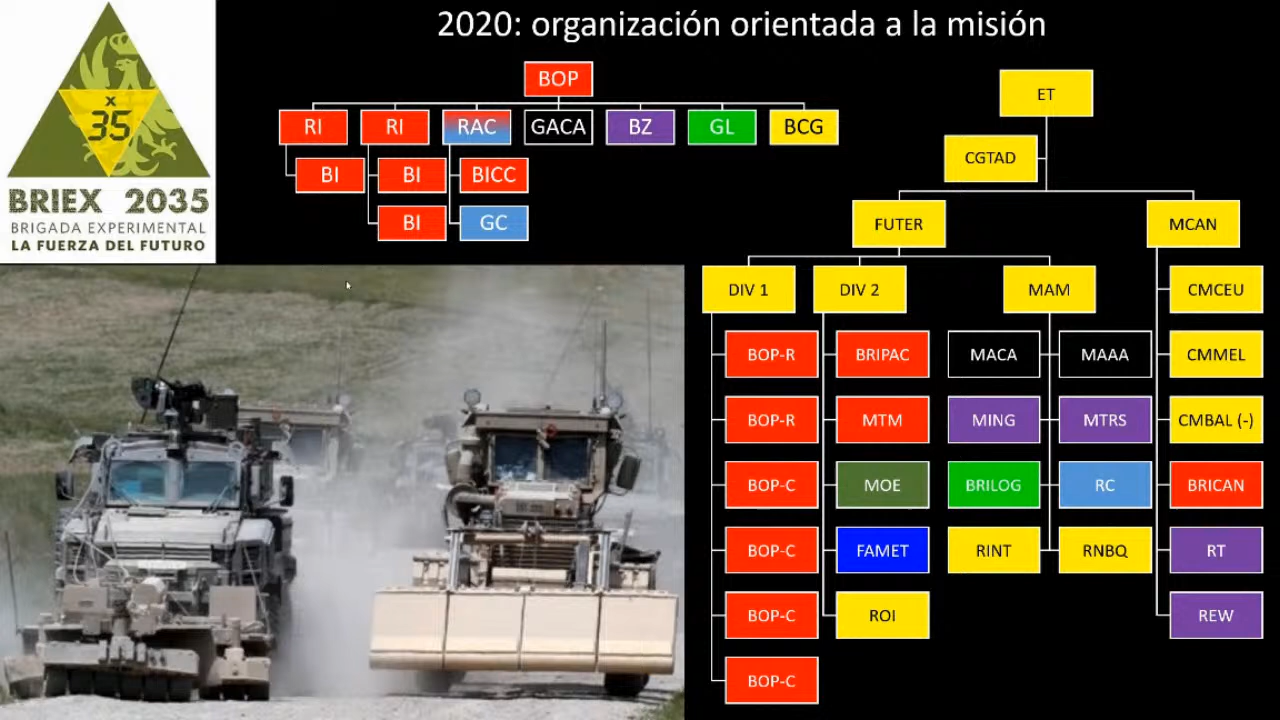 2020: organización orientada a la misión
x
35
BRIEX 2035
BRIGADA EXPERIMENTAL
LA FUERZA DEL FUTURO
BOP
RI RI RAC GACA BZ GL BCG
BI BI BICC
BI GC
ET
CGTAD
FUTER MCAN
DIV 1 DIV 2 MAM CMCEU
BOP-R BRIPAC MACA MAAA CMMEL
BOP-R MTM MING MTRS CMBAL (-)
BOP-C MOE BRILOG RC BRICAN
BOP-C FAMET RINT RNBQ RT
BOP-C ROI REW
BOP-C